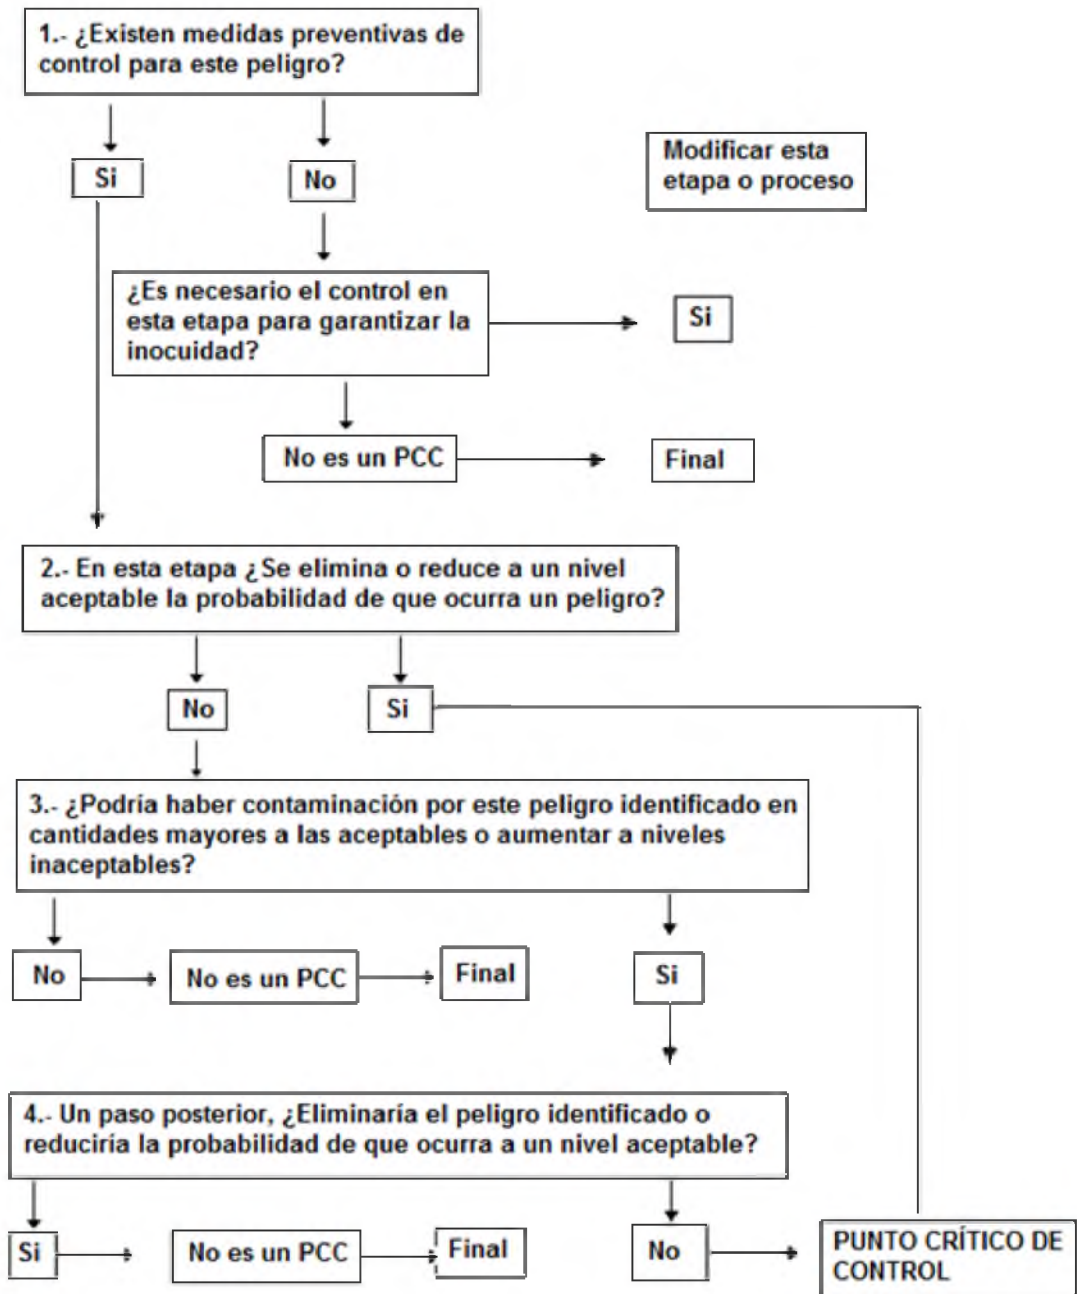 1.- ¿Existen medidas preventivas de
control para este peligro?
Si
No
Modificar esta
etapa o proceso
¿Es necesario el control en
esta etapa para garantizar la
inocuidad?
Si
No es un PCC
Final
2.- En esta etapa ¿Se elimina o reduce a un nivel
aceptable la probabilidad de que ocurra un peligro?
No
Si
3.- ¿Podría haber contaminación por este peligro identificado en
cantidades mayores a las aceptables o aumentar a niveles
inaceptables?
No
No es un PCC
Final
Si
4.- Un paso posterior, ¿Eliminaría el peligro identificado o
reduciría la probabilidad de que ocurra a un nivel aceptable?
Si
No es un PCC
Final
No
PUNTO CRÍTICO DE
CONTROL